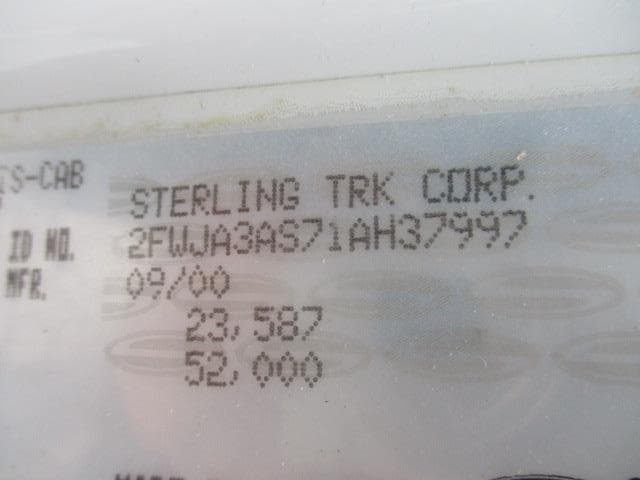 IS-CAB STERLING TRK CORP.
ID NO. 2FWJA3AS71AH37997
MFR. 09/00
23,587
52,000